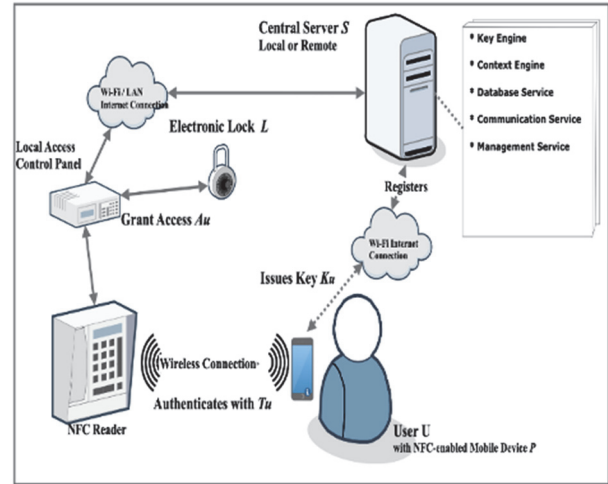 Central Server S
Local or Remote
Key Engine
Context Engine
Database Service
Communication Service
Management Service
Wi-Fi / LAN
Internet Connection
Electronic Lock L
Local Access
Control Panel
Grant Access Au
Registers
Wi-Fi Internet
Connection
Issues Key Ku
Wireless Connection
Authenticates with Tu
NFC Reader
User U
with NFC-enabled Mobile Device P